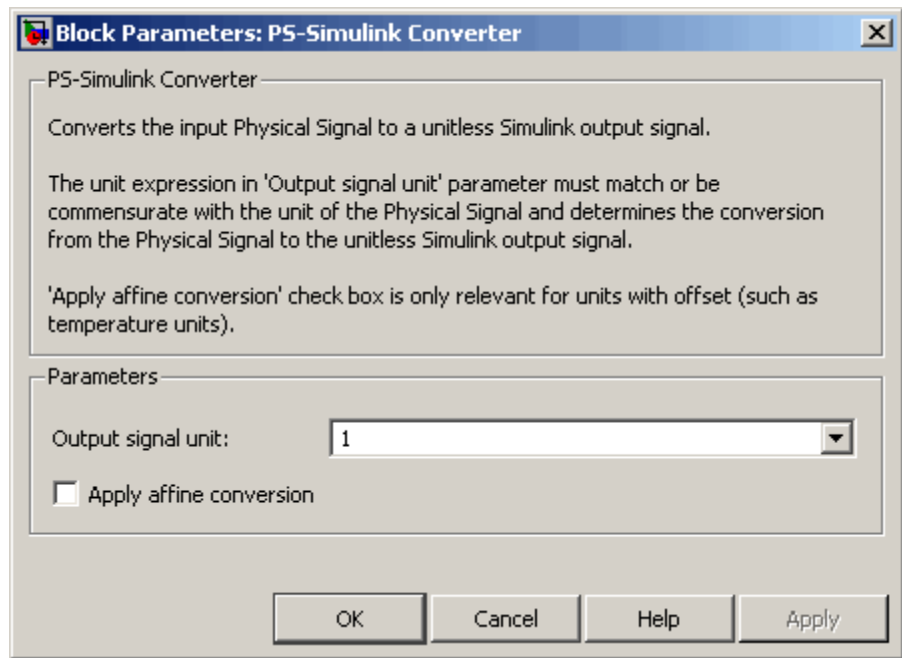 Block Parameters: PS-Simulink Converter
PS-Simulink Converter
Converts the input Physical Signal to a unitless Simulink output signal.
The unit expression in 'Output signal unit' parameter must match or be
commensurate with the unit of the Physical Signal and determines the conversion
from the Physical Signal to the unitless Simulink output signal.
'Apply affine conversion' check box is only relevant for units with offset (such as
temperature units).
Parameters
Output signal unit: 1
Apply affine conversion
OK Cancel Help Apply